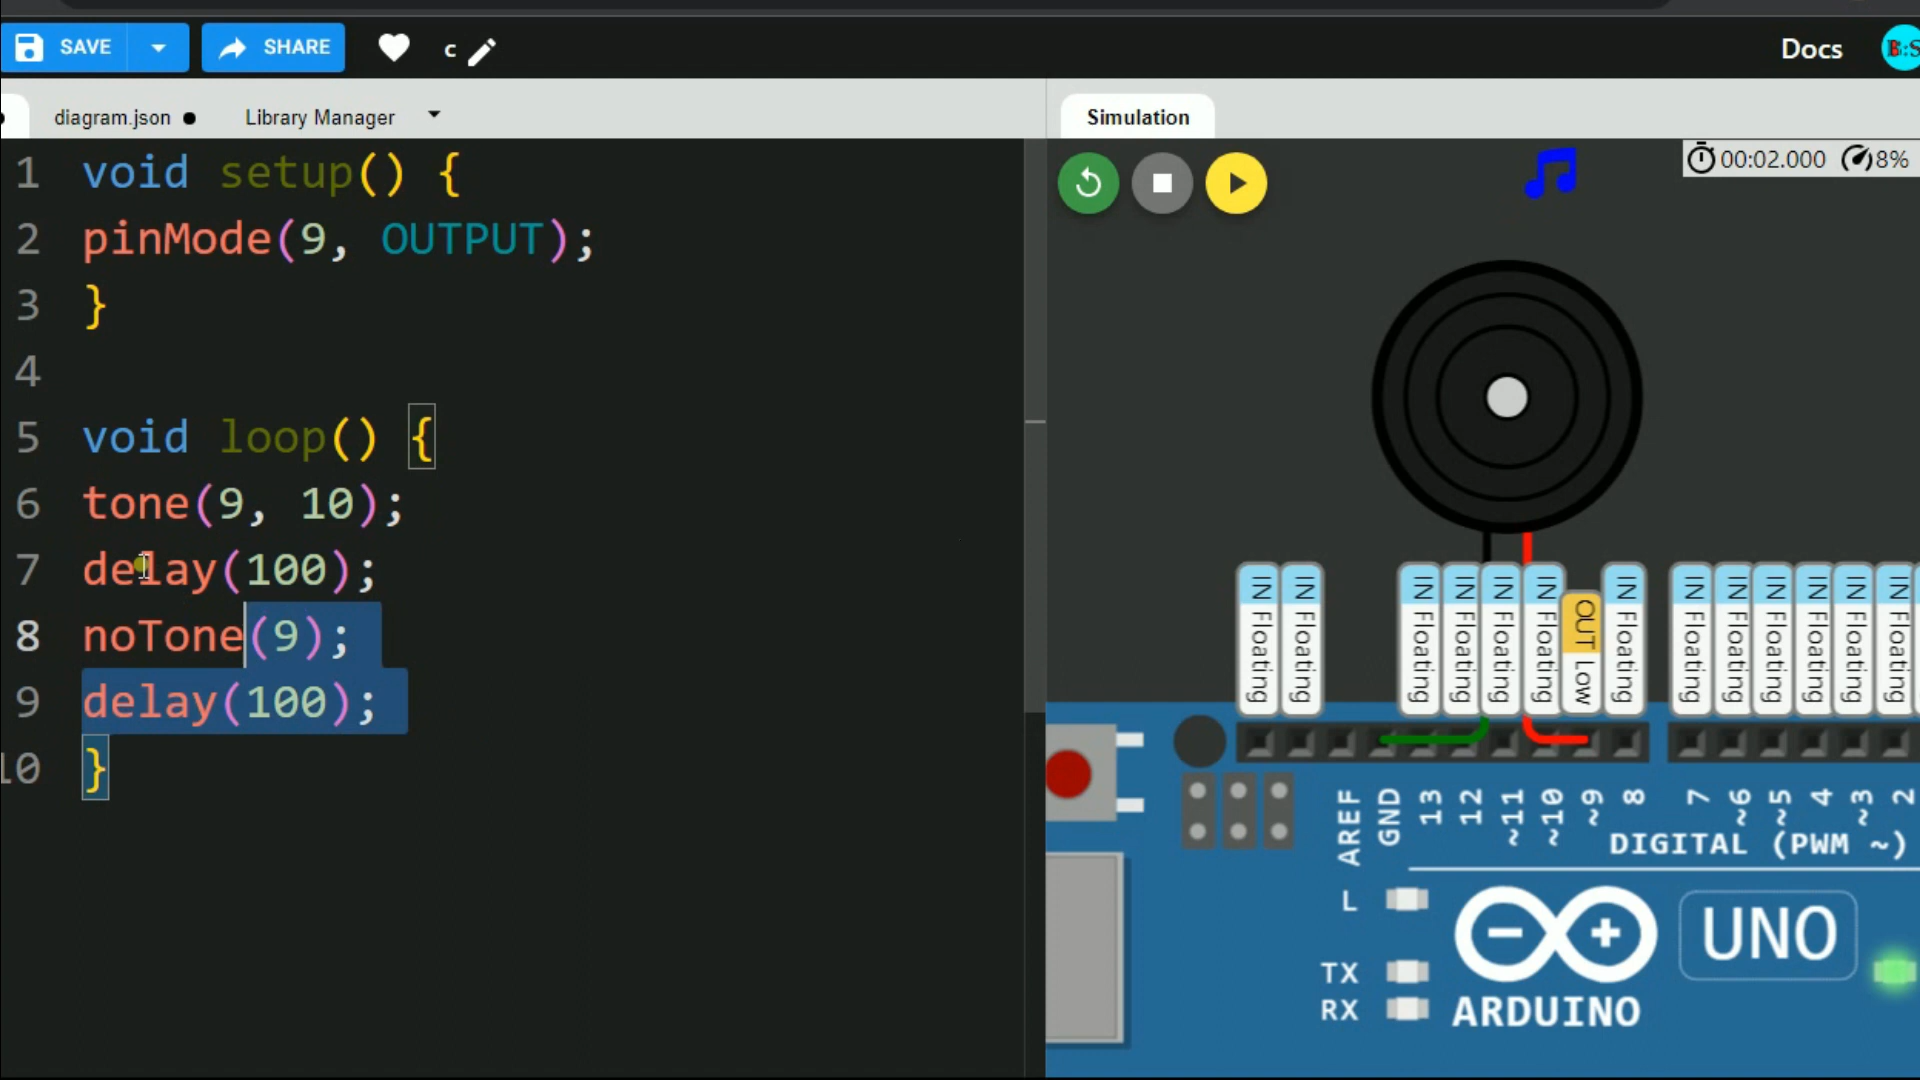 SAVE
SHARE
c
Docs
B:S
diagram.json
Library Manager
Simulation
00:02.000
8%
1 void setup() {
2 pinMode(9, OUTPUT);
3 }
4
5 void loop() {
6 tone(9, 10);
7 delay(100);
8 noTone(9);
9 delay(100);
10 }
IN Floating
IN Floating
IN Floating
IN Floating
IN Floating
IN Floating
OUT Low
IN Floating
IN Floating
IN Floating
IN Floating
IN Floating
IN Floating
IN Floating
AREF
GND
13
12
~11
~10
~9
8
7
~6
~5
4
~3
2
DIGITAL (PWM ~)
L
TX
RX
UNO
ARDUINO